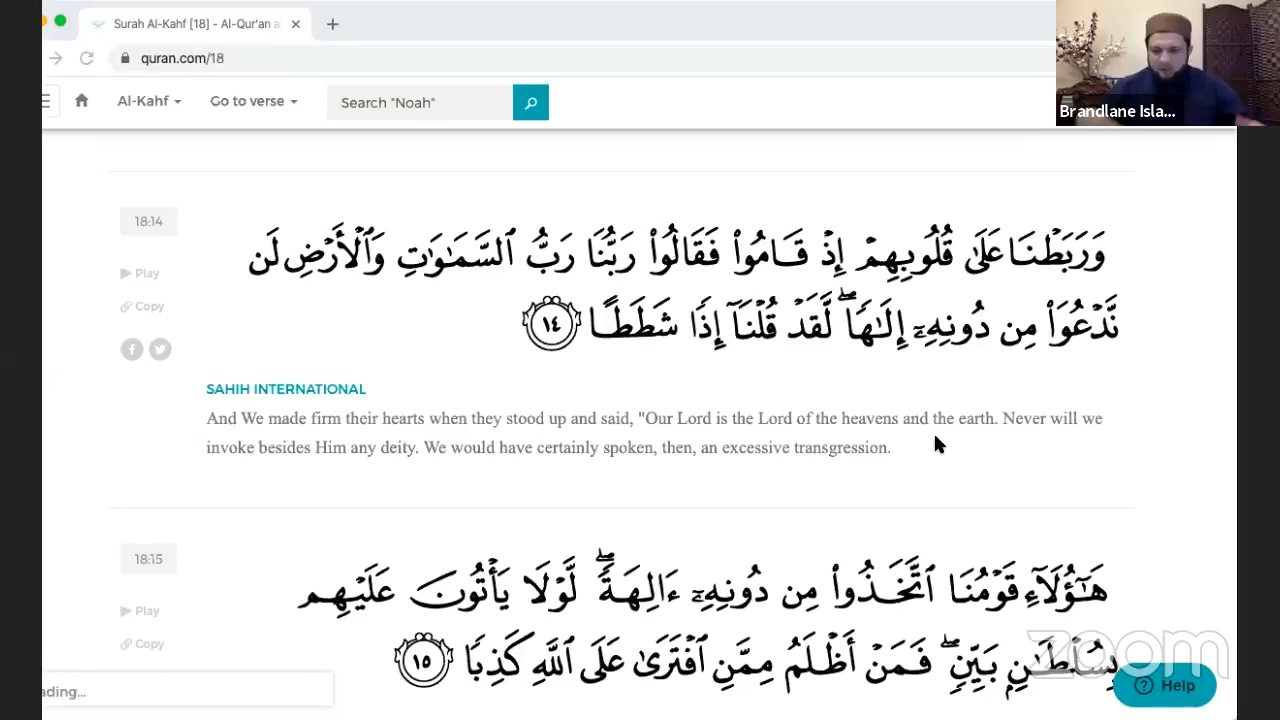 Surah Al-Kahf [18] - Al-Qur'an a
quran.com/18
Al-Kahf
Go to verse
Search "Noah"
Brandlane Isla...
18:14
وَرَبَطْنَا عَلَىٰ قُلُوبِهِمْ إِذْ قَامُوا۟ فَقَالُوا۟ رَبُّنَا رَبُّ ٱلسَّمَـٰوَٰتِ وَٱلْأَرْضِ لَن
Play
Copy
نَّدْعُوَا۟ مِن دُونِهِۦٓ إِلَـٰهًا ۖ لَّقَدْ قُلْنَآ إِذًا شَطَطًا ١٤
SAHIH INTERNATIONAL
And We made firm their hearts when they stood up and said, "Our Lord is the Lord of the heavens and the earth. Never will we
invoke besides Him any deity. We would have certainly spoken, then, an excessive transgression.
18:15
هَـٰٓؤُلَآءِ قَوْمُنَا ٱتَّخَذُوا۟ مِن دُونِهِۦٓ ءَالِهَةً ۖ لَّوْلَا يَأْتُونَ عَلَيْهِم
Play
Copy
بِسُلْطَـٰنٍۭ بَيِّنٍ ۖ فَمَنْ أَظْلَمُ مِمَّنِ ٱفْتَرَىٰ عَلَى ٱللَّهِ كَذِبًا ١٥
zoom
Help
ading...